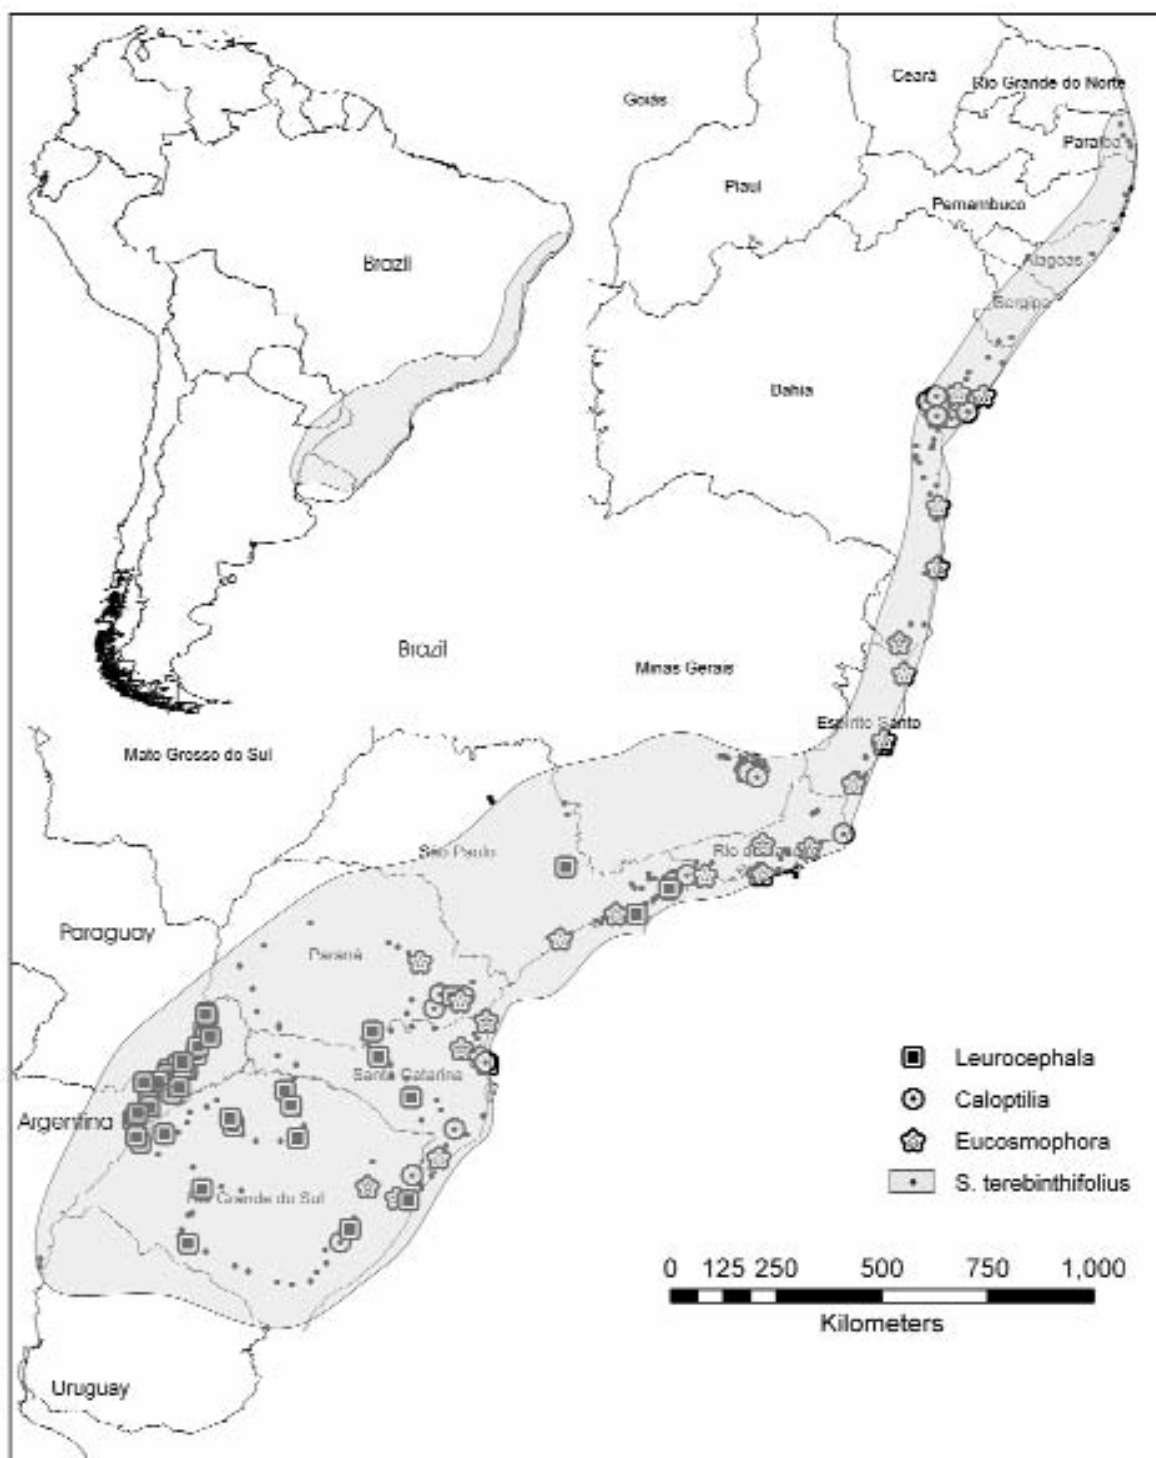 Ceará
Rio Grande do Norte
Goiás
Paraíba
Piauí
Pernambuco
Brazil
Alagoas
Sergipe
Bahia
Brazil
Minas Gerais
Espírito Santo
Mato Grosso do Sul
São Paulo
Paraguay
Paraná
Santa Catarina
Argentina
Rio Grande do Sul
Uruguay
Leurocephala
Caloptilia
Eucosmophora
S. terebinthifolius
0 125 250 500 750 1,000
Kilometers